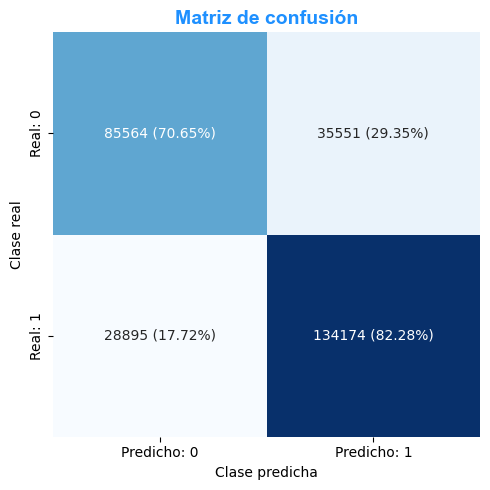 Matriz de confusión
Clase real
Real: 0
85564 (70.65%)
35551 (29.35%)
Real: 1
28895 (17.72%)
134174 (82.28%)
Predicho: 0
Predicho: 1
Clase predicha